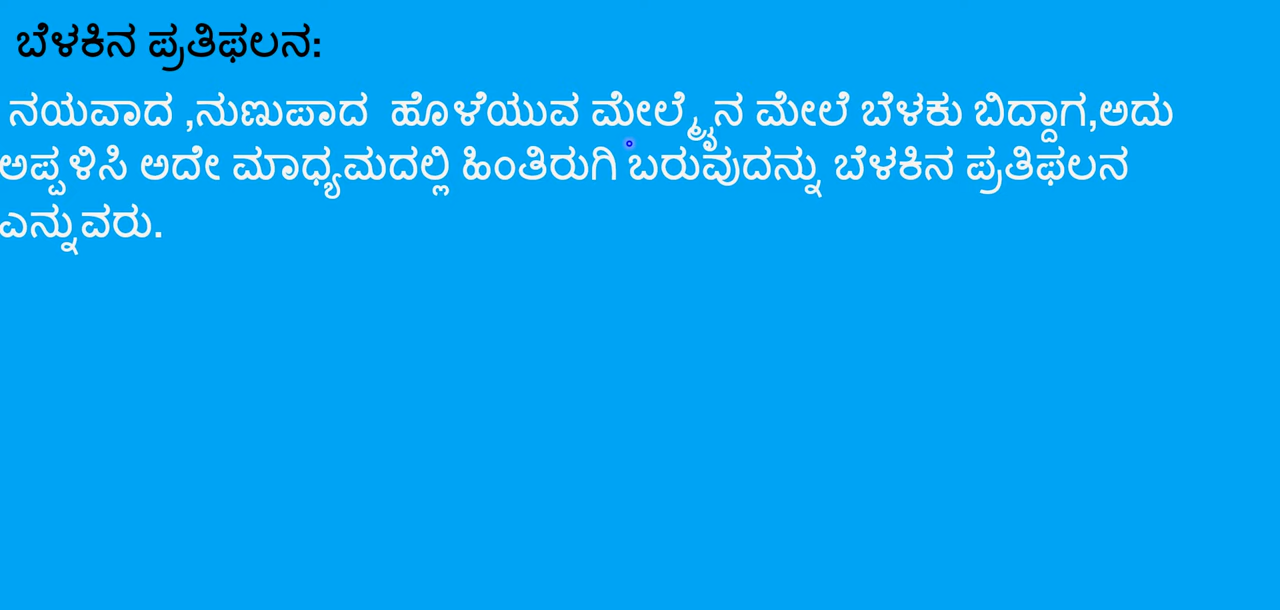 ಬೆಳಕಿನ ಪ್ರತಿಫಲನ:
ನಯವಾದ ,ನುಣುಪಾದ ಹೊಳೆಯುವ ಮೇಲ್ಮೈನ ಮೇಲೆ ಬೆಳಕು ಬಿದ್ದಾಗ,ಅದು
ಅಪ್ಪಳಿಸಿ ಅದೇ ಮಾಧ್ಯಮದಲ್ಲಿ ಹಿಂತಿರುಗಿ ಬರುವುದನ್ನು ಬೆಳಕಿನ ಪ್ರತಿಫಲನ
ಎನ್ನುವರು.